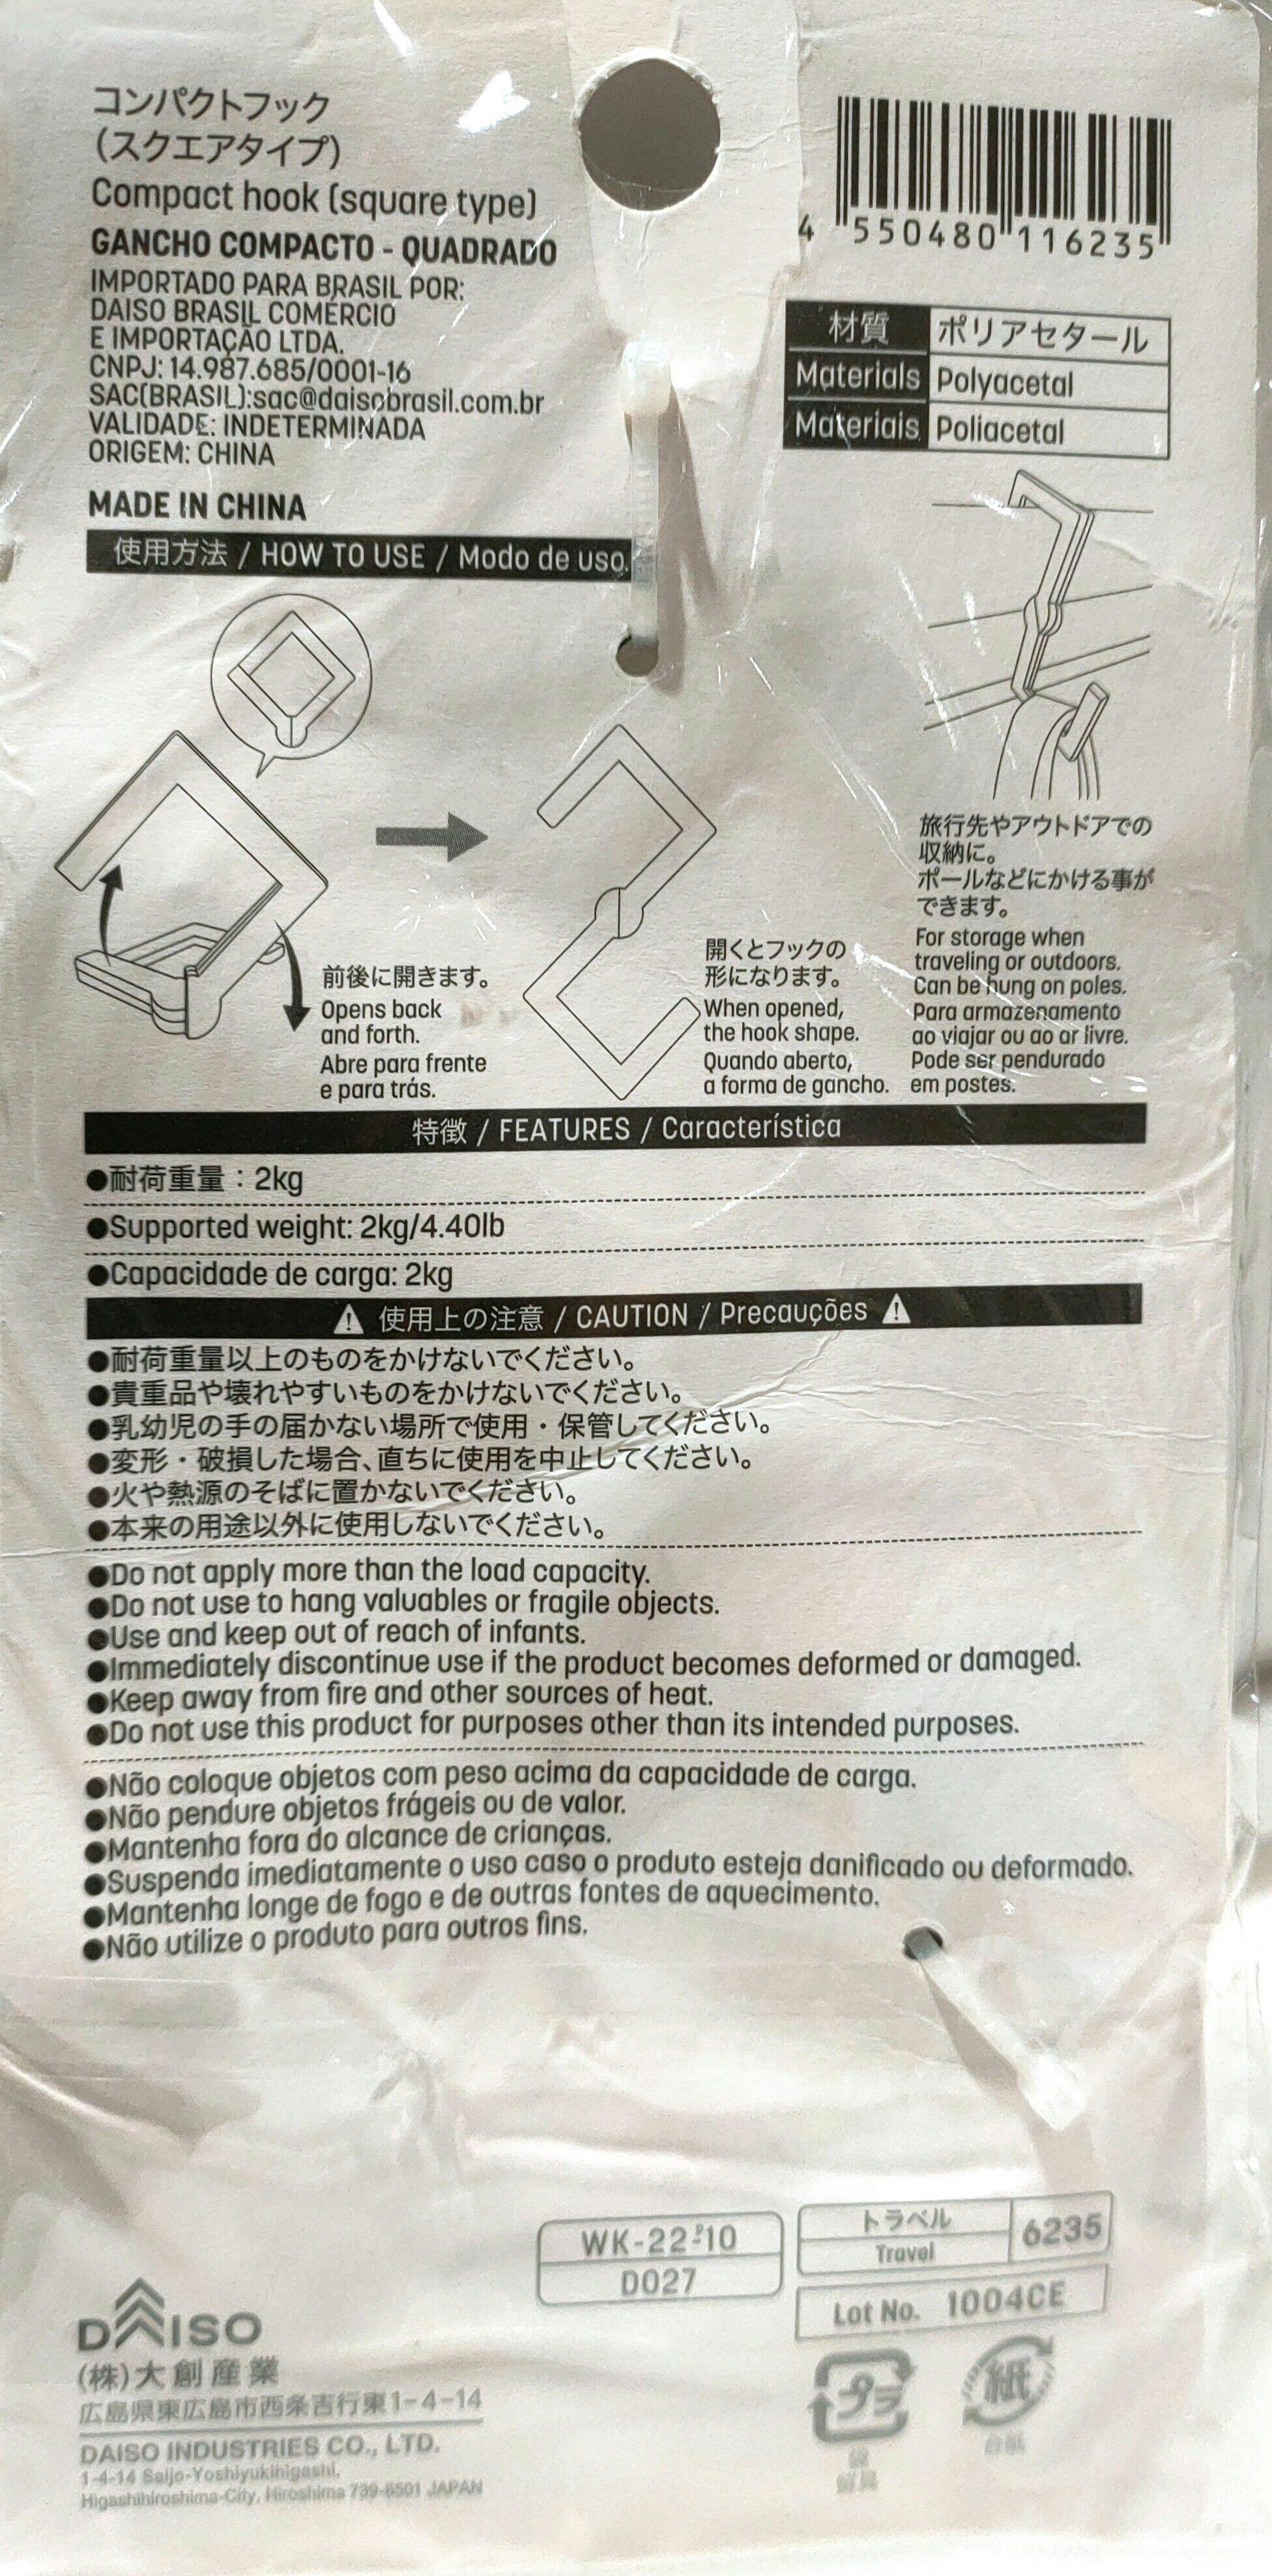 コンパクトフック
(スクエアタイプ)
Compact hook (square type)
GANCHO COMPACTO - QUADRADO
IMPORTADO PARA BRASIL POR:
DAISO BRASIL COMÉRCIO
E IMPORTAÇÃO LTDA.
CNPJ: 14.987.685/0001-16
SAC(BRASIL):sac@daisobrasil.com.br
VALIDADE: INDETERMINADA
ORIGEM: CHINA
MADE IN CHINA
4 550480 116235
材質 ポリアセタール
Materials Polyacetal
Materiais Poliacetal
使用方法 / HOW TO USE / Modo de uso.
前後に開きます。
Opens back
and forth.
Abre para frente
e para trás.
開くとフックの
形になります。
When opened,
the hook shape.
Quando aberto,
a forma de gancho.
旅行先やアウトドアでの
収納に。
ポールなどにかける事が
できます。
For storage when
traveling or outdoors.
Can be hung on poles.
Para armazenamento
ao viajar ou ao ar livre.
Pode ser pendurado
em postes.
特徴 / FEATURES / Característica
●耐荷重量：2kg
●Supported weight: 2kg/4.40lb
●Capacidade de carga: 2kg
⚠ 使用上の注意 / CAUTION / Precauções ⚠
●耐荷重量以上のものをかけないでください。
●貴重品や壊れやすいものをかけないでください。
●乳幼児の手の届かない場所で使用・保管してください。
●変形・破損した場合、直ちに使用を中止してください。
●火や熱源のそばに置かないでください。
●本来の用途以外に使用しないでください。
●Do not apply more than the load capacity.
●Do not use to hang valuables or fragile objects.
●Use and keep out of reach of infants.
●Immediately discontinue use if the product becomes deformed or damaged.
●Keep away from fire and other sources of heat.
●Do not use this product for purposes other than its intended purposes.
●Não coloque objetos com peso acima da capacidade de carga.
●Não pendure objetos frágeis ou de valor.
●Mantenha fora do alcance de crianças.
●Suspenda imediatamente o uso caso o produto esteja danificado ou deformado.
●Mantenha longe de fogo e de outras fontes de aquecimento.
●Não utilize o produto para outros fins.
D027
トラベル
Travel
6235
Lot No. 1004CE
DAISO
(株)大創産業
広島県東広島市西条吉行東1-4-14
DAISO INDUSTRIES CO., LTD.
1-4-14 Saijo-Yoshiyukihigashi,
Higashihiroshima-City, Hiroshima 739-8501 JAPAN
プラ
紙
台紙